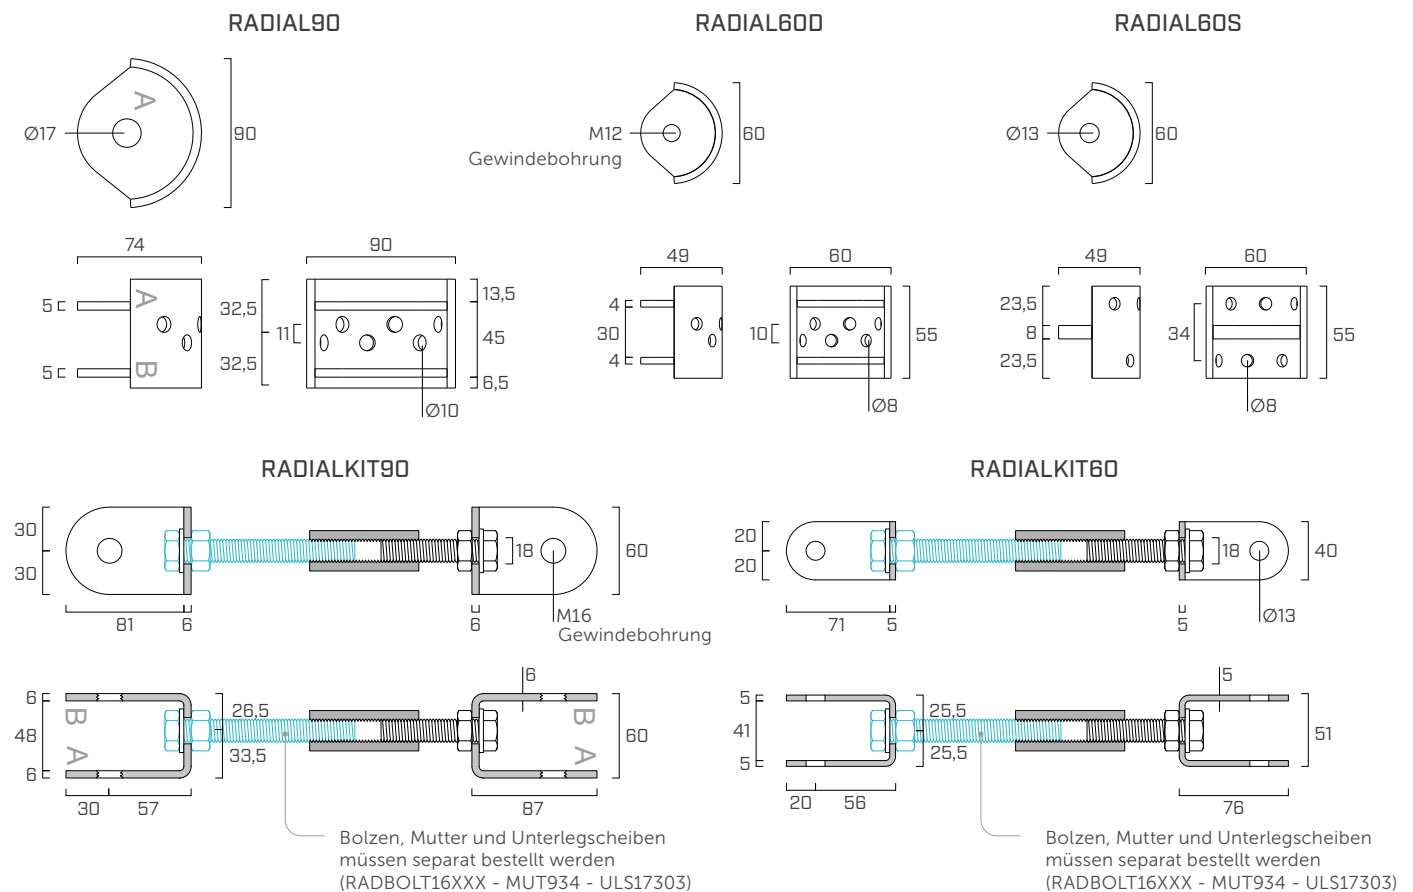 RADIAL90
RADIAL60D
RADIAL60S
A
Ø17
90
M12
Gewindebohrung
60
Ø13
60
74
90
5
5
A
B
32,5
32,5
11
13,5
45
6,5
Ø10
49
60
4
30
4
10
55
Ø8
49
60
23,5
8
23,5
34
55
Ø8
RADIALKIT90
RADIALKIT60
30
30
18
60
81
6
6
M16
Gewindebohrung
20
20
18
40
71
5
5
Ø13
6
48
6
B
A
26,5
33,5
6
B
A
60
30
57
87
5
41
5
25,5
25,5
5
51
20
56
76
Bolzen, Mutter und Unterlegscheiben
müssen separat bestellt werden
(RADBOLT16XXX - MUT934 - ULS17303)
Bolzen, Mutter und Unterlegscheiben
müssen separat bestellt werden
(RADBOLT16XXX - MUT934 - ULS17303)